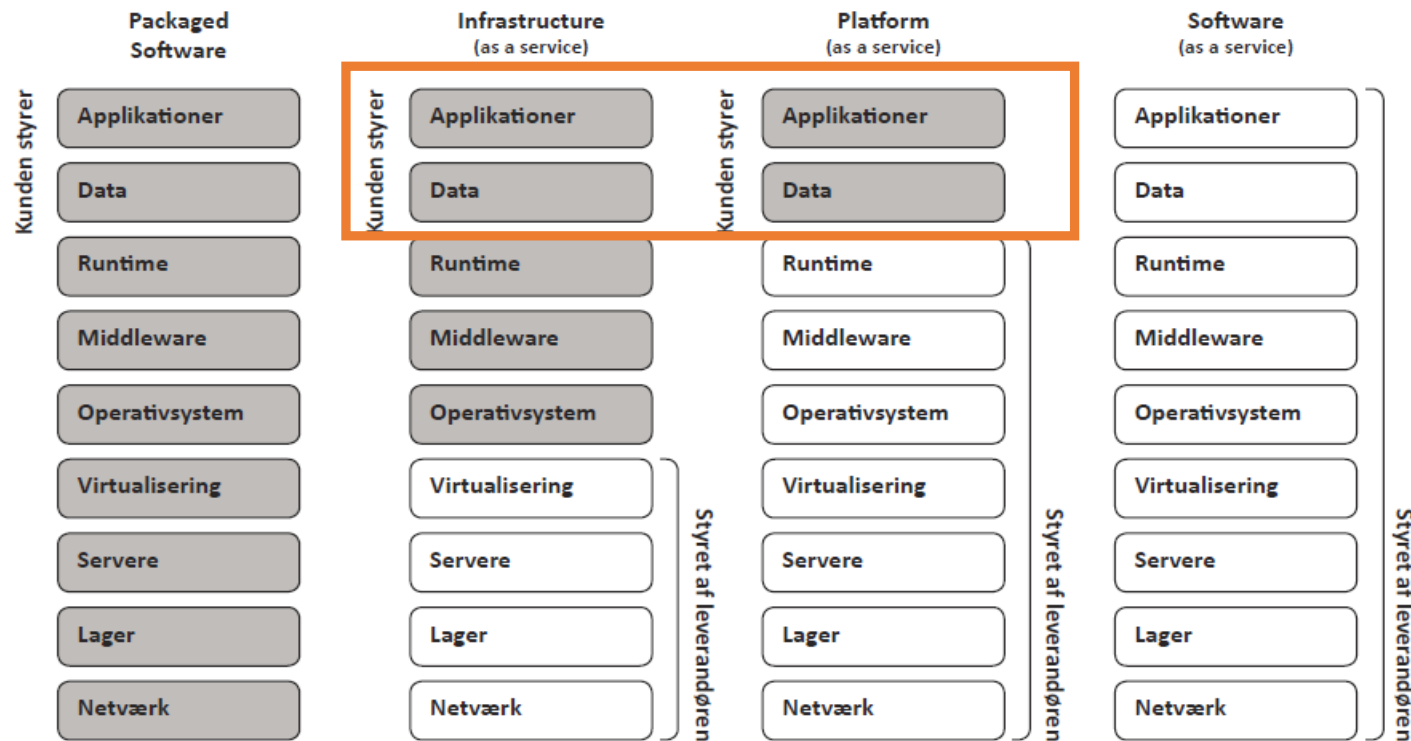 Packaged
Software
Kunden styrer
Applikationer
Data
Runtime
Middleware
Operativsystem
Virtualisering
Servere
Lager
Netværk
Infrastructure
(as a service)
Kunden styrer
Applikationer
Data
Runtime
Middleware
Operativsystem
Virtualisering
Servere
Lager
Netværk
Styret af leverandøren
Platform
(as a service)
Kunden styrer
Applikationer
Data
Runtime
Middleware
Operativsystem
Virtualisering
Servere
Lager
Netværk
Styret af leverandøren
Software
(as a service)
Applikationer
Data
Runtime
Middleware
Operativsystem
Virtualisering
Servere
Lager
Netværk
Styret af leverandøren